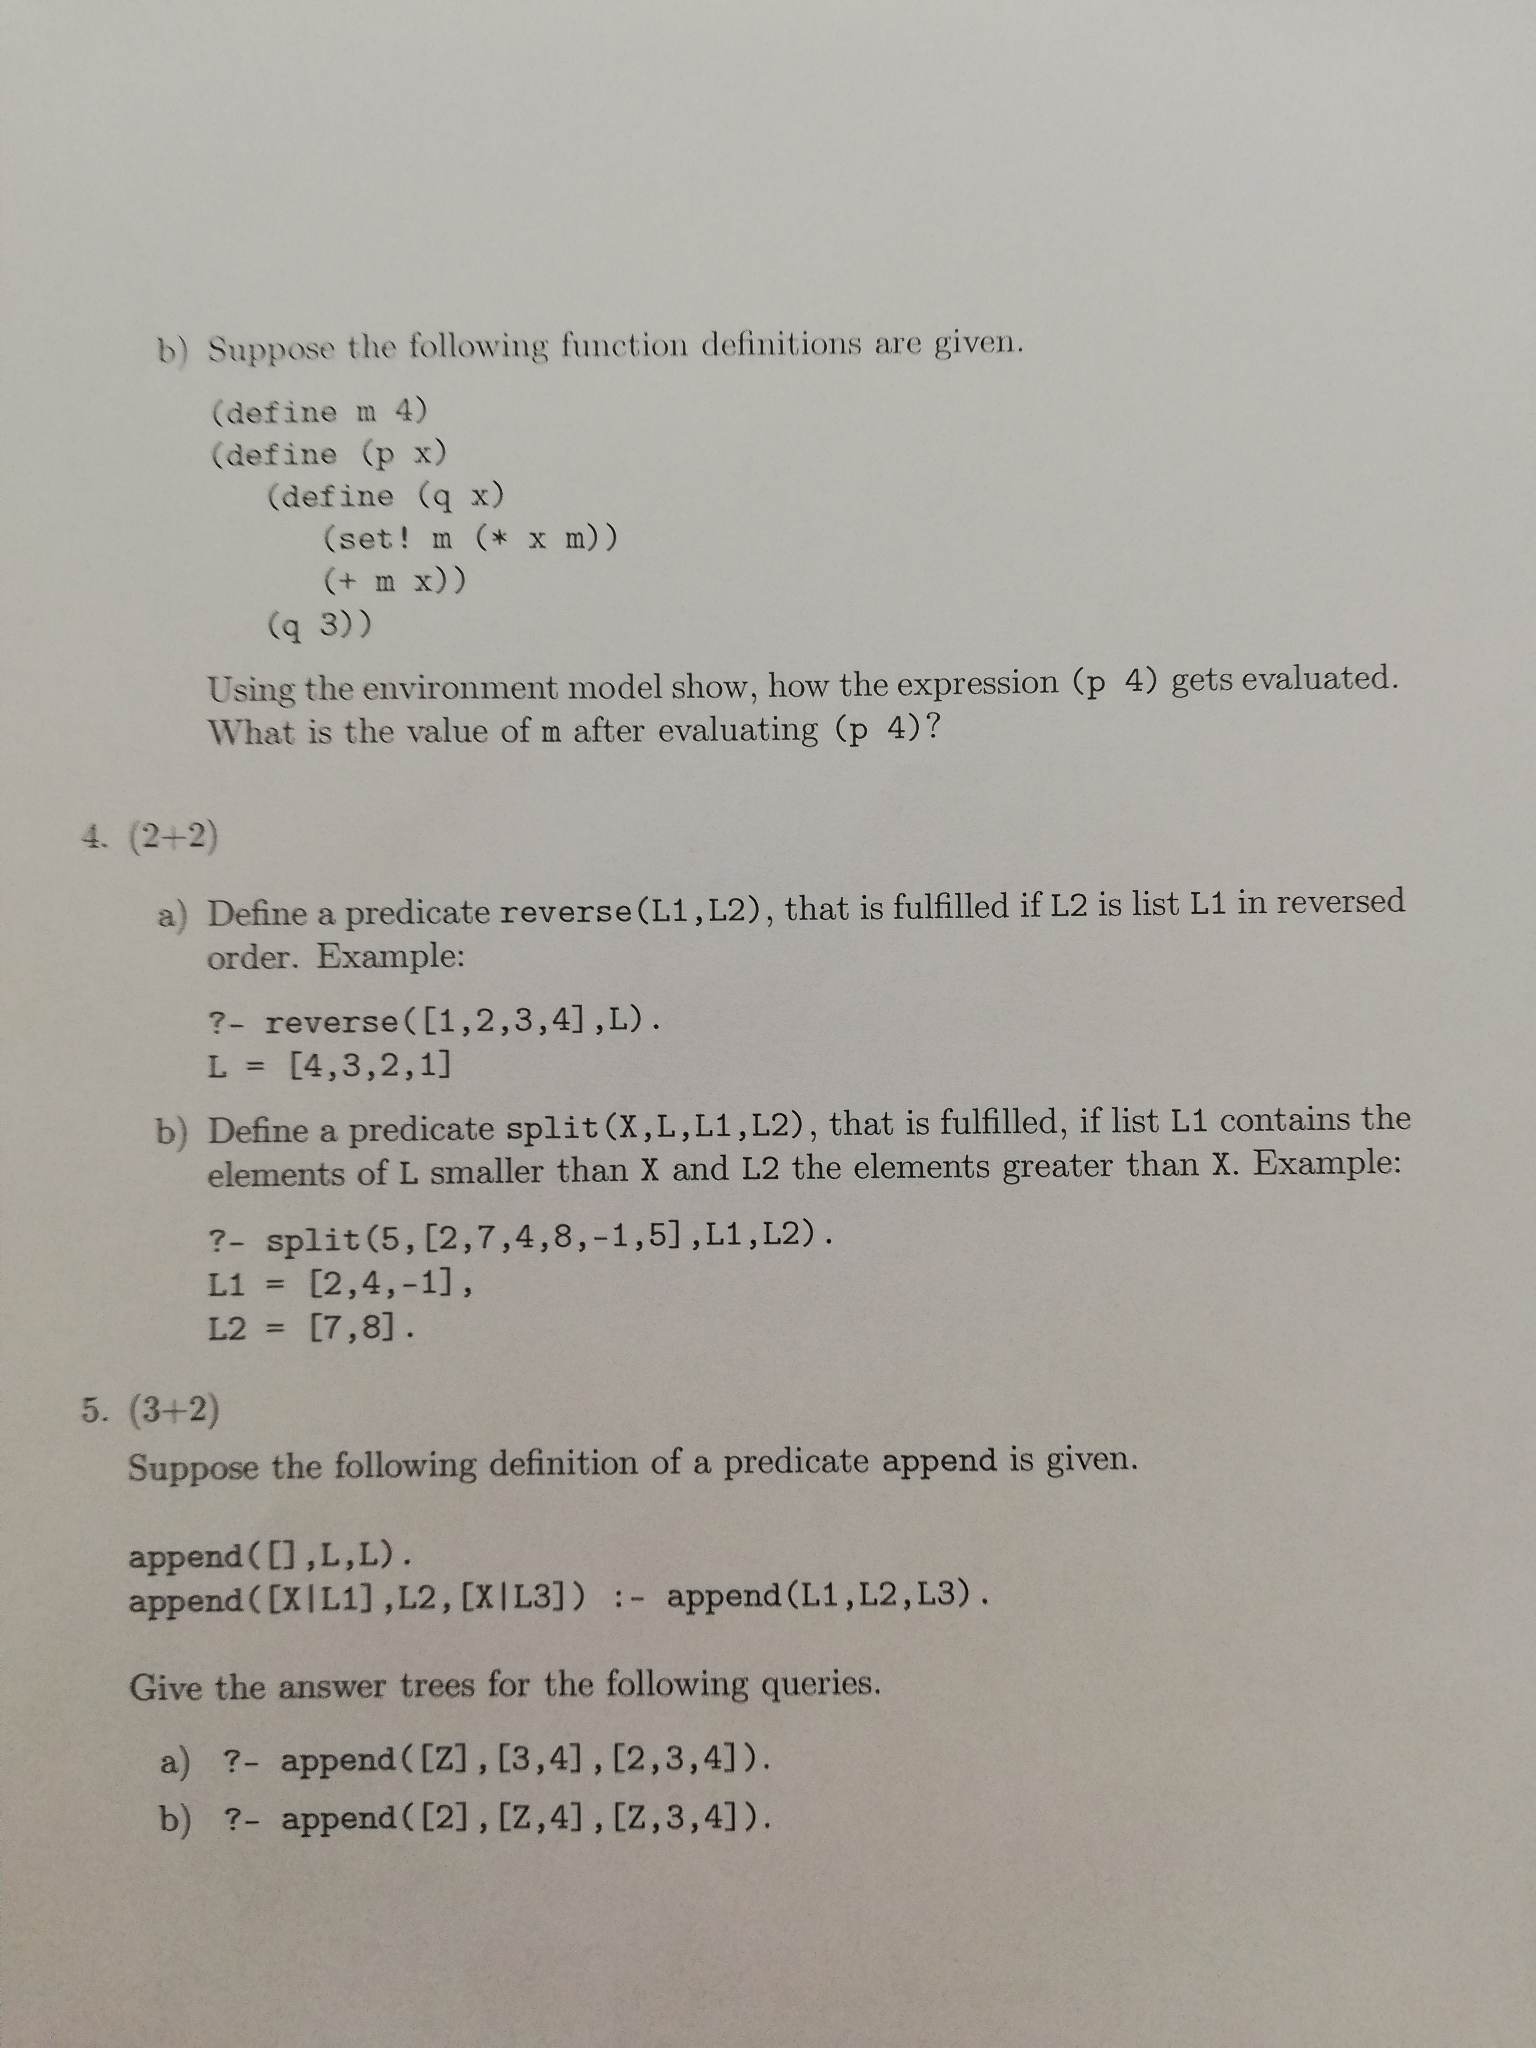 b) Suppose the following function definitions are given.
(define m 4)
(define (p x)
(define (q x)
(set! m (* x m))
(+ m x))
(q 3))
Using the environment model show, how the expression (p 4) gets evaluated.
What is the value of m after evaluating (p 4)?
4. (2+2)
a) Define a predicate reverse(L1,L2), that is fulfilled if L2 is list L1 in reversed
order. Example:
?- reverse([1,2,3,4],L).
L = [4,3,2,1]
b) Define a predicate split(X,L,L1,L2), that is fulfilled, if list L1 contains the
elements of L smaller than X and L2 the elements greater than X. Example:
?- split(5,[2,7,4,8,-1,5],L1,L2).
L1 = [2,4,-1],
L2 = [7,8].
5. (3+2)
Suppose the following definition of a predicate append is given.
append([],L,L).
append([X|L1],L2,[X|L3]) :- append(L1,L2,L3).
Give the answer trees for the following queries.
a) ?- append([Z],[3,4],[2,3,4]).
b) ?- append([2],[Z,4],[Z,3,4]).